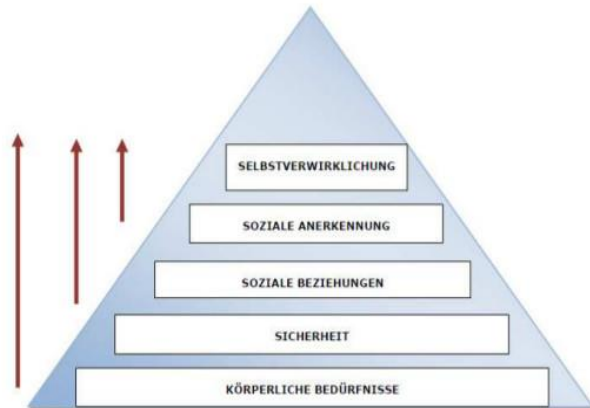 SELBSTVERWIRKLICHUNG
SOZIALE ANERKENNUNG
SOZIALE BEZIEHUNGEN
SICHERHEIT
KÖRPERLICHE BEDÜRFNISSE